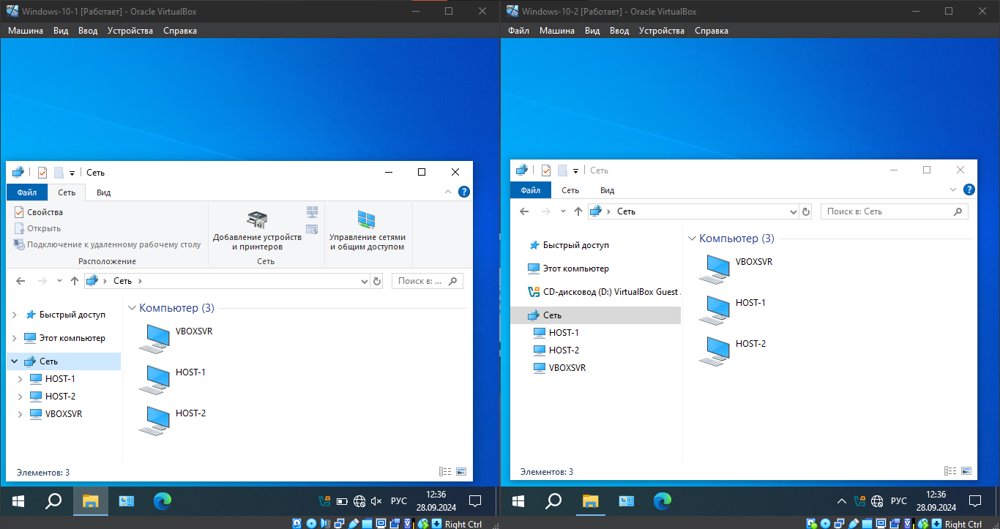 Windows-10-1 [Работает] - Oracle VirtualBox
Машина Вид Ввод Устройства Справка
Сеть
Файл Сеть Вид
Свойства
Открыть
Подключение к удаленному рабочему столу
Расположение
Добавление устройств
и принтеров
Сеть
Управление сетями
и общим доступом
Сеть
Поиск в: ...
Быстрый доступ
Этот компьютер
Сеть
HOST-1
HOST-2
VBOXSVR
Компьютер (3)
VBOXSVR
HOST-1
HOST-2
Элементов: 3
РУС
12:36
28.09.2024
Right Ctrl
Windows-10-2 [Работает] - Oracle VirtualBox
Файл Машина Вид Ввод Устройства Справка
Сеть
Файл Сеть Вид
Сеть
Поиск в: Сеть
Быстрый доступ
Этот компьютер
CD-дисковод (D:) VirtualBox Guest
Сеть
HOST-1
HOST-2
VBOXSVR
Компьютер (3)
VBOXSVR
HOST-1
HOST-2
Элементов: 3
РУС
12:36
28.09.2024
Right Ctrl